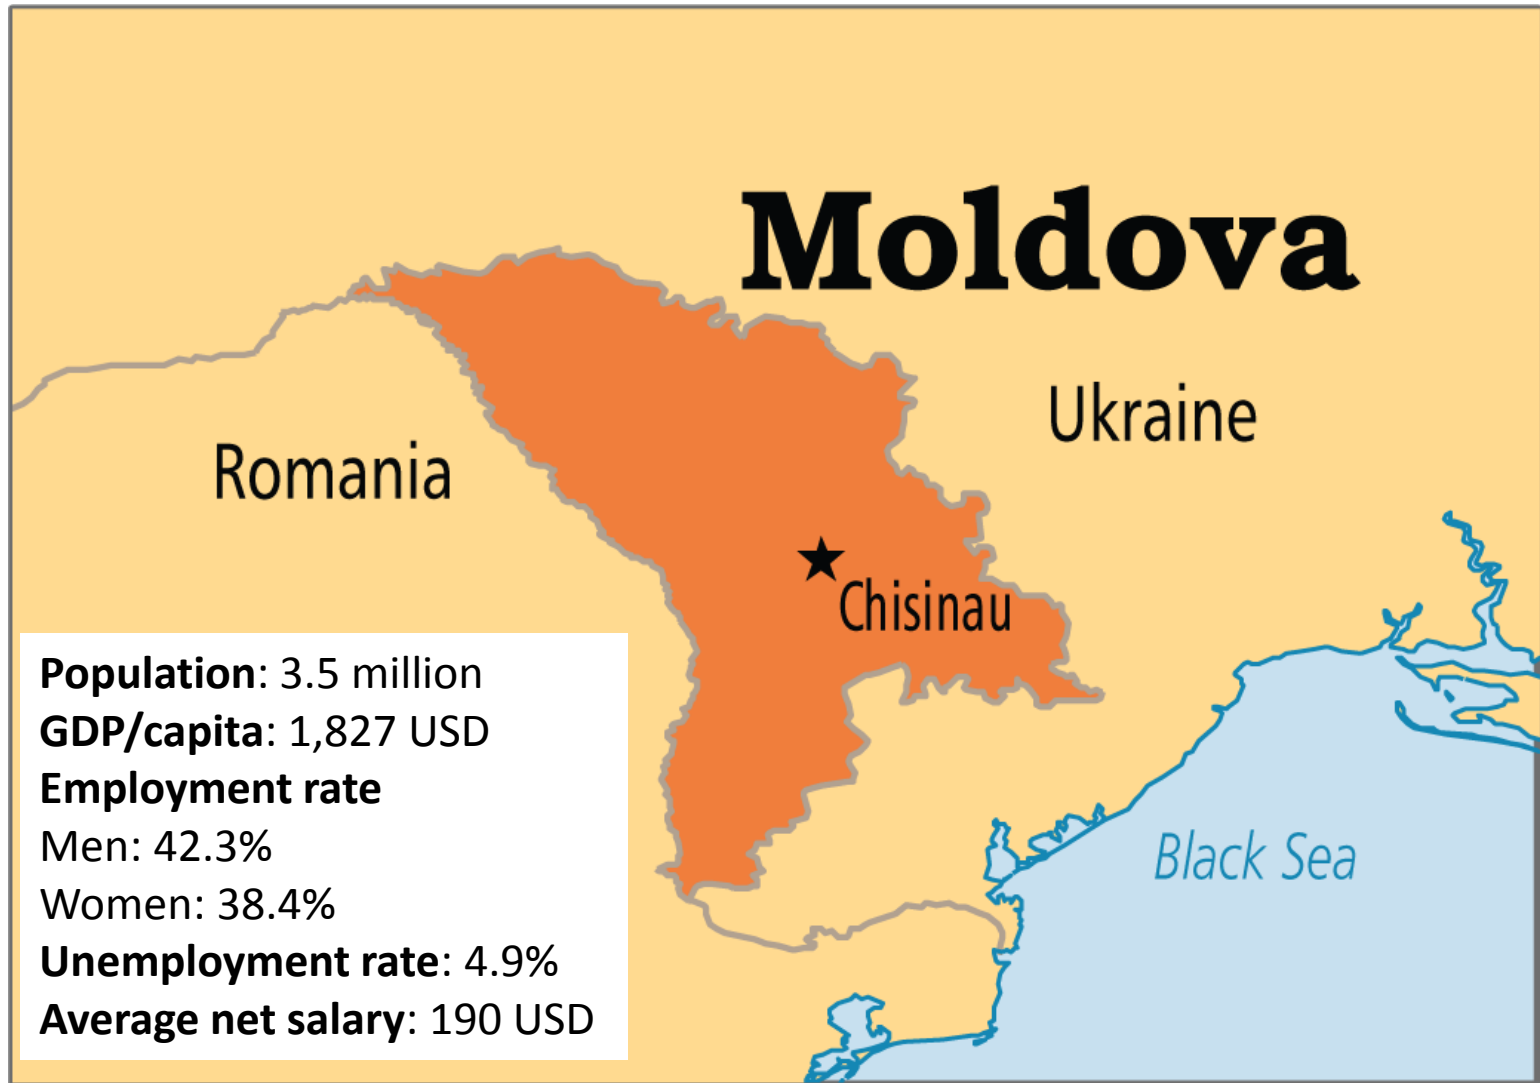 Moldova
Ukraine
Romania
Chisinau
Black Sea
Population: 3.5 million
GDP/capita: 1,827 USD
Employment rate
Men: 42.3%
Women: 38.4%
Unemployment rate: 4.9%
Average net salary: 190 USD